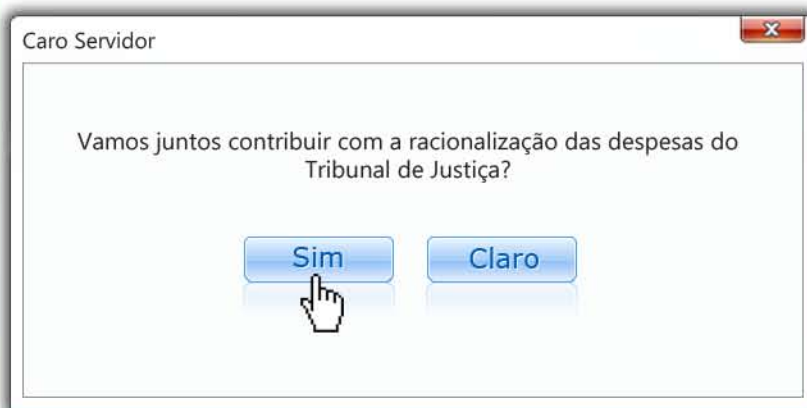 Caro Servidor
Vamos juntos contribuir com a racionalização das despesas do
Tribunal de Justiça?
Sim
Claro